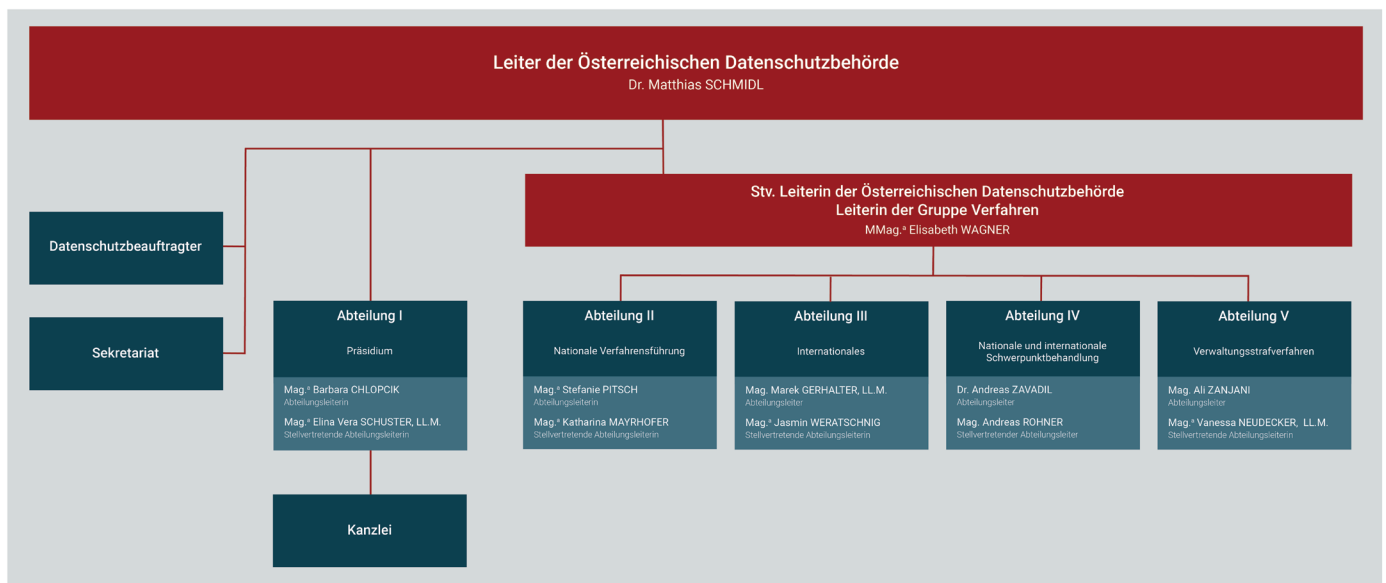 Leiter der Österreichischen Datenschutzbehörde
Dr. Matthias SCHMIDL
Stv. Leiterin der Österreichischen Datenschutzbehörde
Leiterin der Gruppe Verfahren
MMag.ª Elisabeth WAGNER
Datenschutzbeauftragter
Sekretariat
Abteilung I
Präsidium
Mag.ª Barbara CHLOPCIK
Abteilungsleiterin
Mag.ª Elina Vera SCHUSTER, LL.M.
Stellvertretende Abteilungsleiterin
Kanzlei
Abteilung II
Nationale Verfahrensführung
Mag.ª Stefanie PITSCH
Abteilungsleiterin
Mag.ª Katharina MAYRHOFER
Stellvertretende Abteilungsleiterin
Abteilung III
Internationales
Mag. Marek GERHALTER, LL.M.
Abteilungsleiter
Mag.ª Jasmin WERATSCHNIG
Stellvertretende Abteilungsleiterin
Abteilung IV
Nationale und internationale
Schwerpunktbehandlung
Dr. Andreas ZAVADIL
Abteilungsleiter
Mag. Andreas ROHNER
Stellvertretender Abteilungsleiter
Abteilung V
Verwaltungsstrafverfahren
Mag. Ali ZANJANI
Abteilungsleiter
Mag.ª Vanessa NEUDECKER, LL.M.
Stellvertretende Abteilungsleiterin